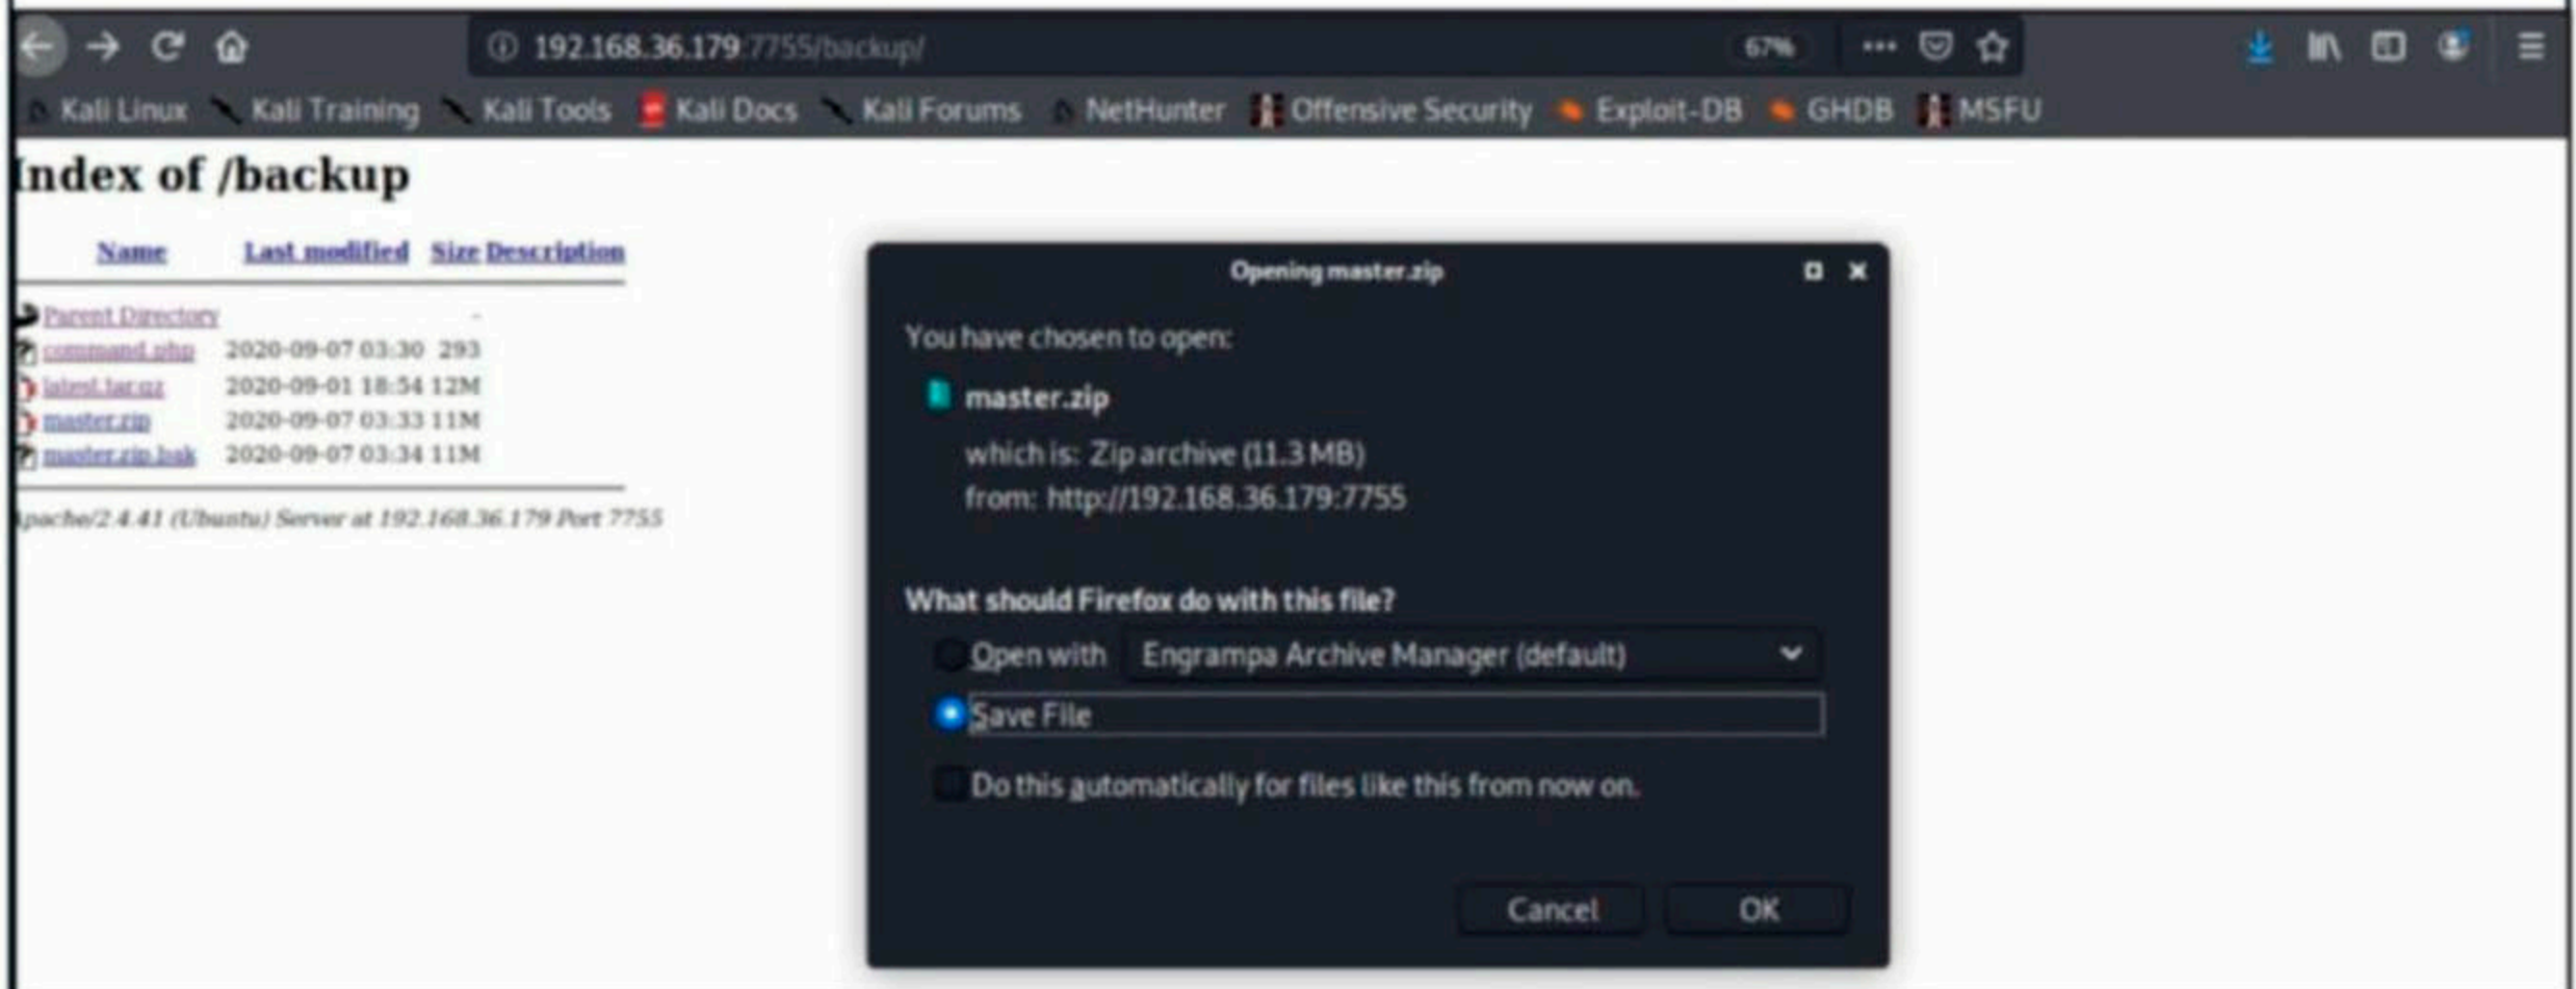 192.168.36.179:7755/backup/ 67%
Kali Linux Kali Training Kali Tools Kali Docs Kali Forums NetHunter Offensive Security Exploit-DB GHDB MSFU
Index of /backup
Name Last modified Size Description
Parent Directory -
command.php 2020-09-07 03:30 293
latest.tar.gz 2020-09-01 18:54 12M
master.zip 2020-09-07 03:33 11M
master.zip.bak 2020-09-07 03:34 11M
Apache/2.4.41 (Ubuntu) Server at 192.168.36.179 Port 7755
Opening master.zip
You have chosen to open:
master.zip
which is: Zip archive (11.3 MB)
from: http://192.168.36.179:7755
What should Firefox do with this file?
Open with Engrampa Archive Manager (default)
Save File
Do this automatically for files like this from now on.
Cancel OK